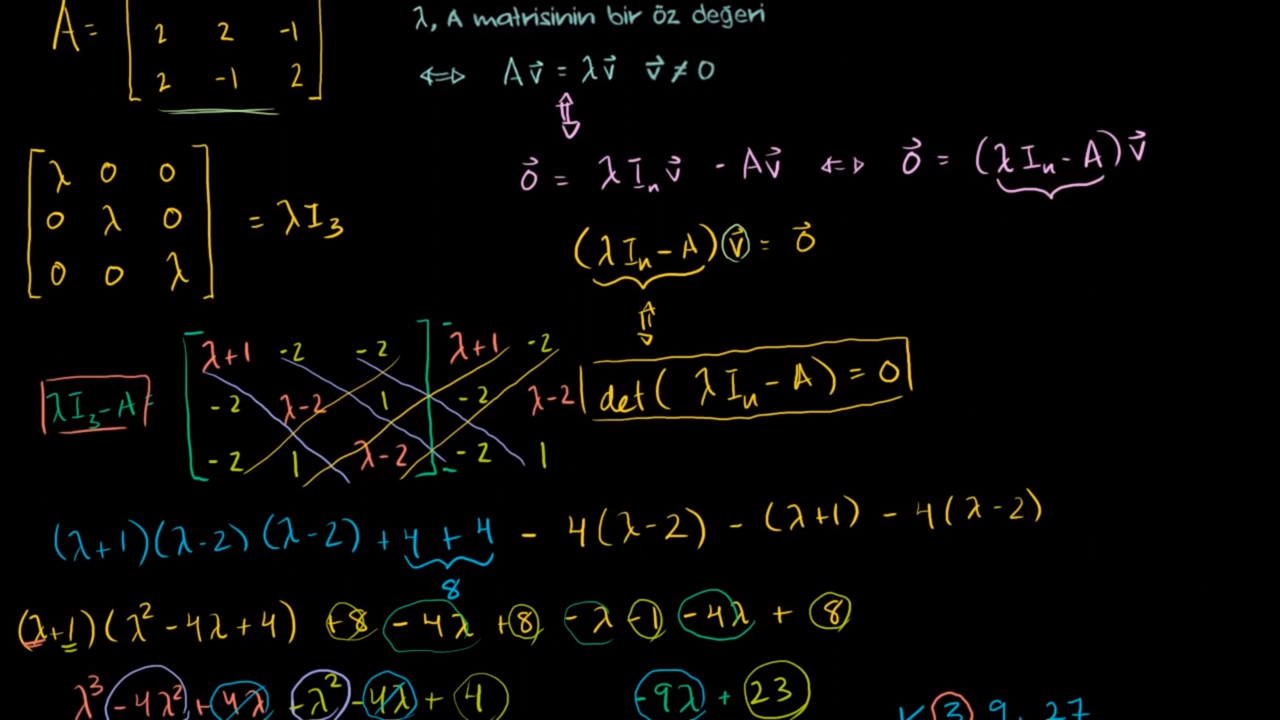 A = [ 2 2 -1
2 -1 2 ]
λ, A matrisinin bir öz değeri
⇔ Av⃗ = λv⃗ v⃗ ≠ 0
⇕
0⃗ = λIₙv⃗ - Av⃗ ⇔ 0⃗ = (λIₙ - A)v⃗
[ λ 0 0
0 λ 0
0 0 λ ] = λI₃
(λIₙ - A)v⃗ = 0⃗
⇕
det( λIₙ - A) = 0
λI₃ - A =
[ λ+1 -2 -2 ] λ+1 -2
-2 λ-2 1 -2 λ-2
-2 1 λ-2 -2 1
(λ+1)(λ-2)(λ-2) + 4 + 4 - 4(λ-2) - (λ+1) - 4(λ-2)
8
(λ+1)(λ² - 4λ + 4) +8 - 4λ +8 - λ - 1 - 4λ + 8
λ³ - 4λ² + 4λ - λ² - 4λ + 4 -9λ + 23
3, 9, 27